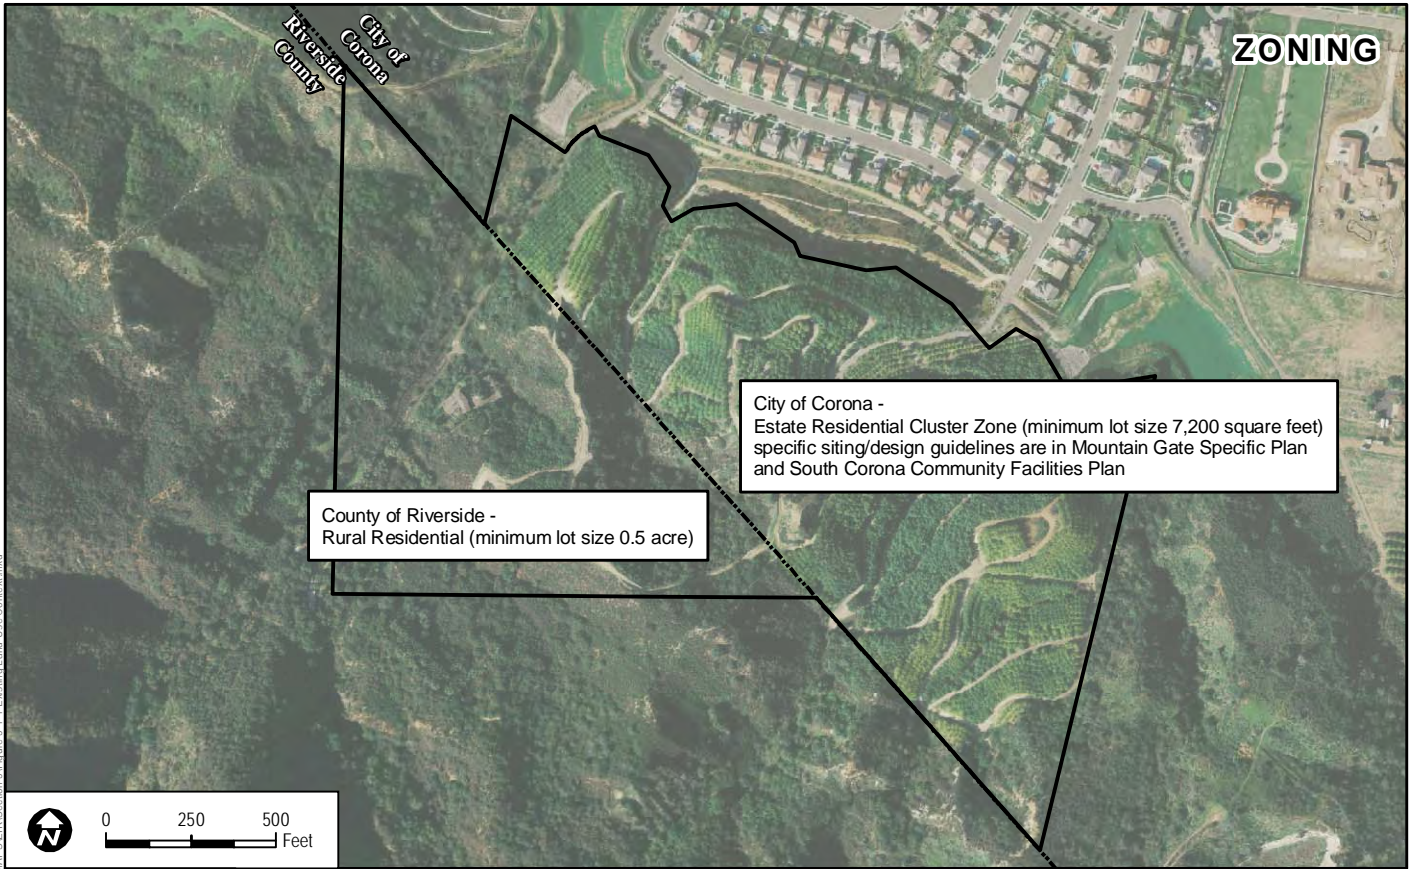 ZONING
City of
Corona
Riverside
County
City of Corona -
Estate Residential Cluster Zone (minimum lot size 7,200 square feet)
specific siting/design guidelines are in Mountain Gate Specific Plan
and South Corona Community Facilities Plan
County of Riverside -
Rural Residential (minimum lot size 0.5 acre)
N
0 250 500
Feet